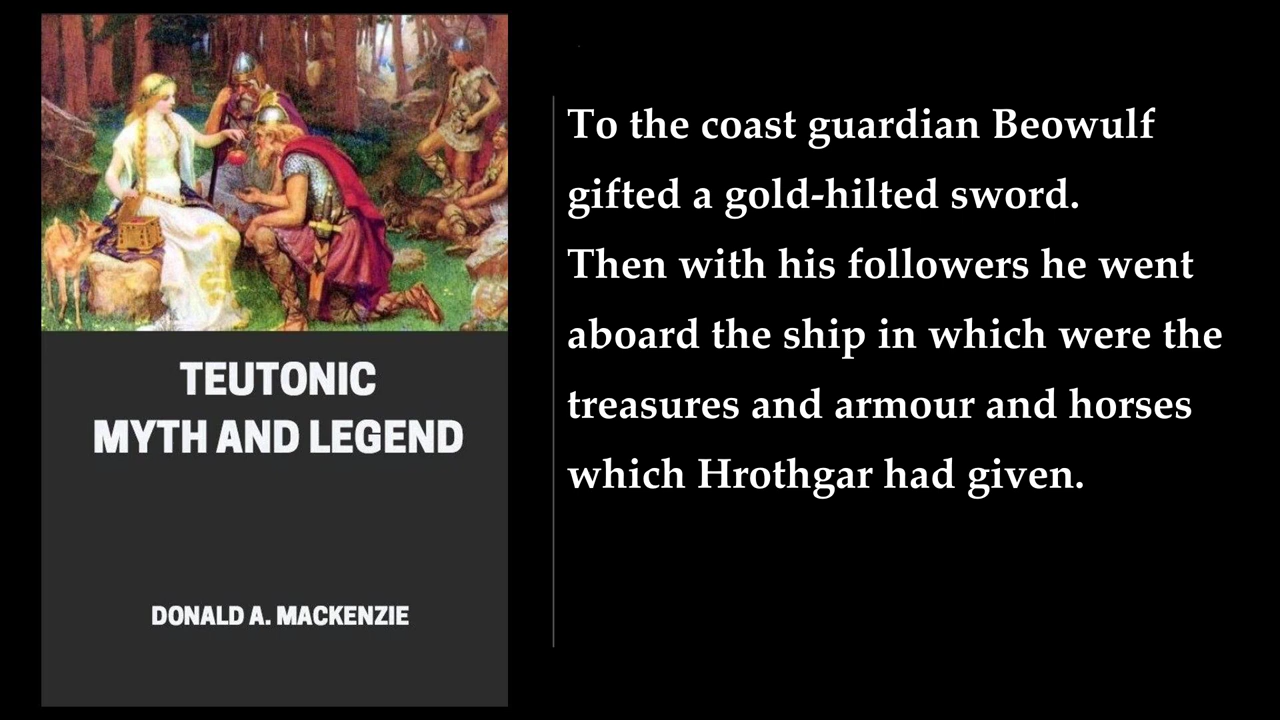 TEUTONIC
MYTH AND LEGEND
DONALD A. MACKENZIE
To the coast guardian Beowulf
gifted a gold-hilted sword.
Then with his followers he went
aboard the ship in which were the
treasures and armour and horses
which Hrothgar had given.